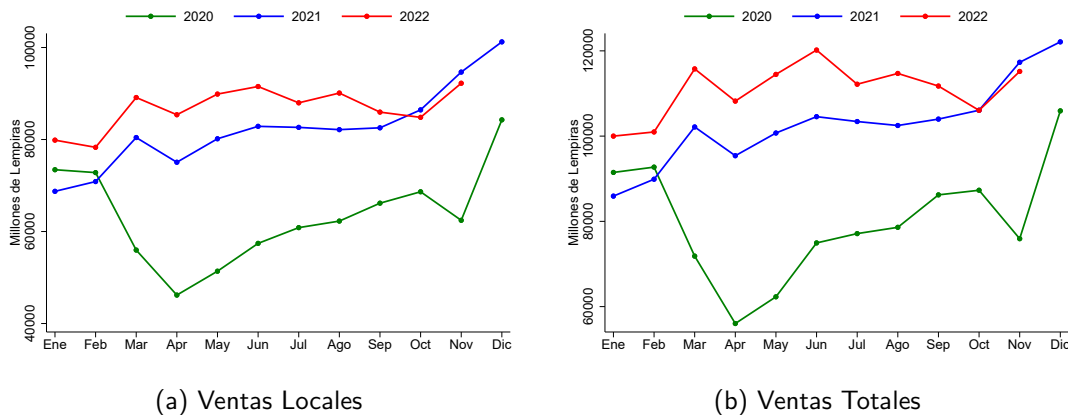 2020 2021 2022
Millones de Lempiras
100000
80000
60000
40000
Ene Feb Mar Apr May Jun Jul Ago Sep Oct Nov Dic
(a) Ventas Locales
2020 2021 2022
Millones de Lempiras
120000
100000
80000
60000
Ene Feb Mar Apr May Jun Jul Ago Sep Oct Nov Dic
(b) Ventas Totales